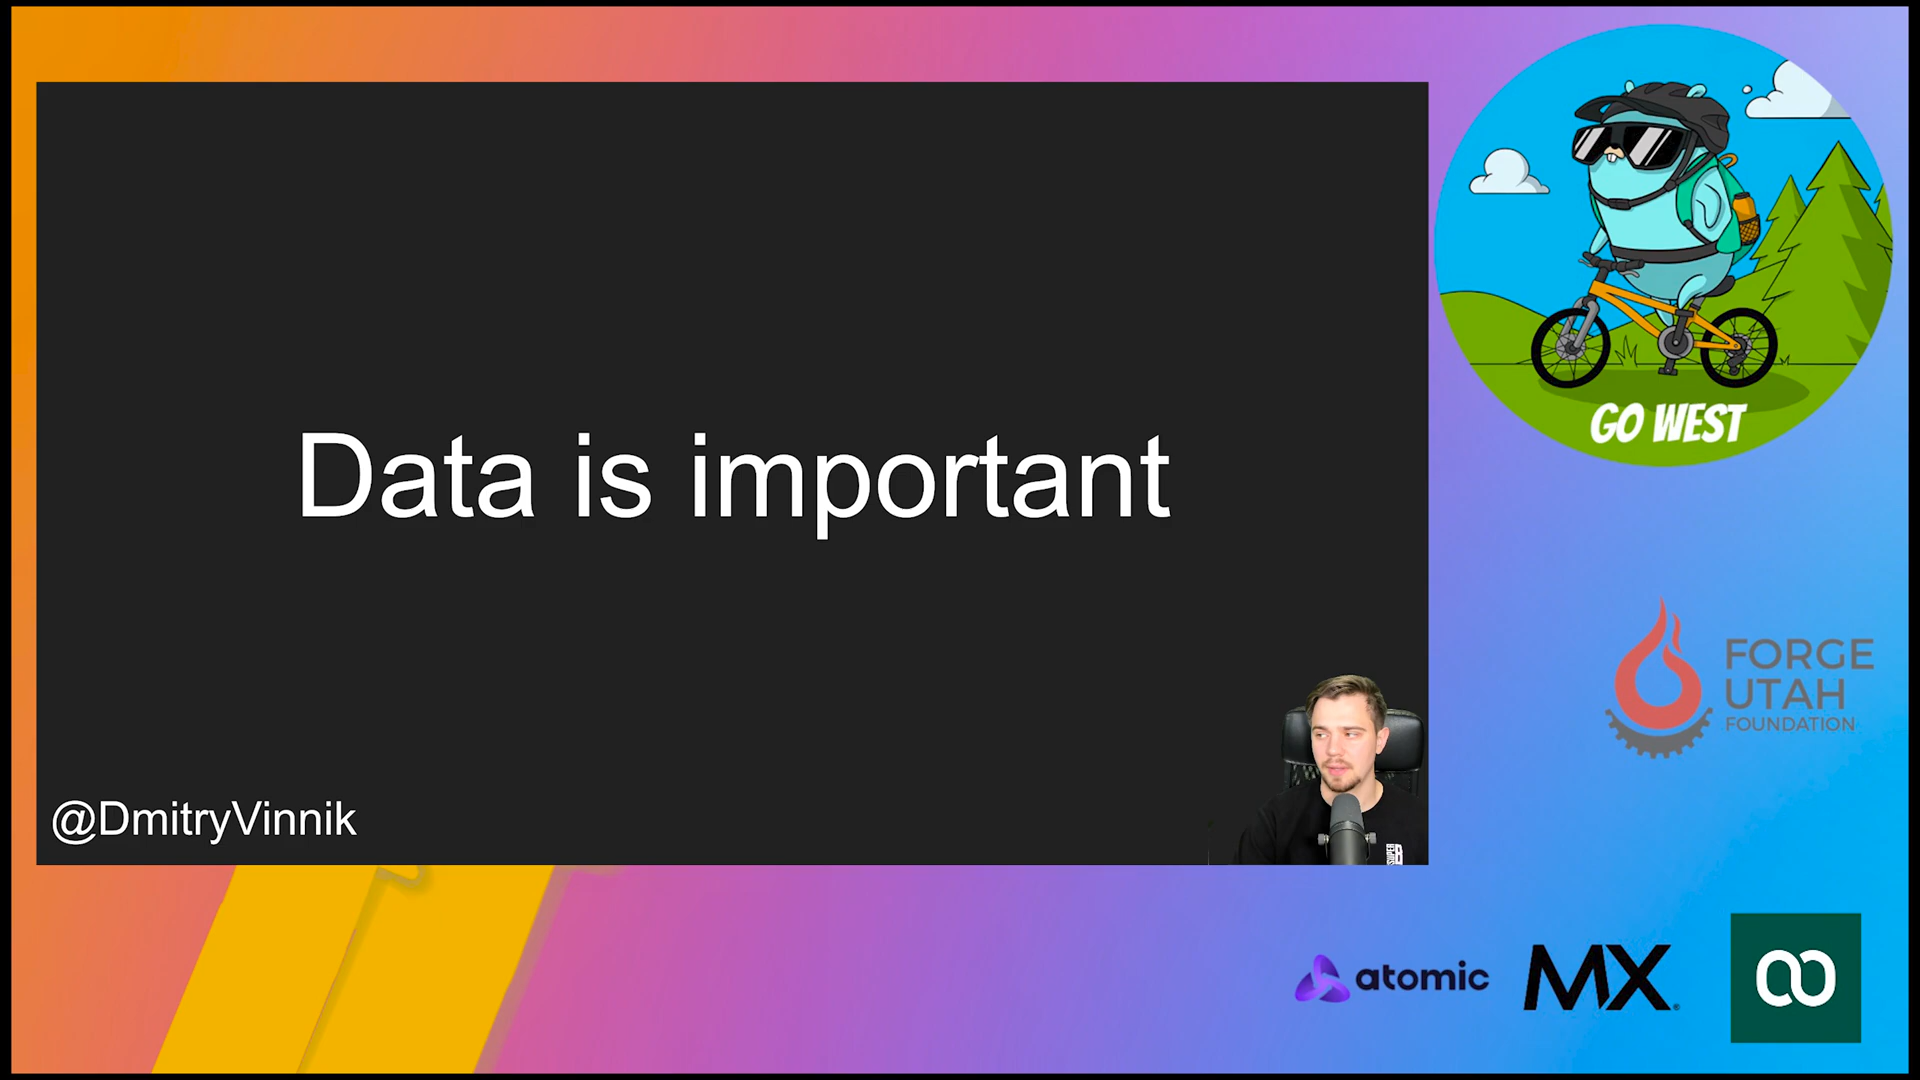 Data is important
@DmitryVinnik
GO WEST
FORGE
UTAH
FOUNDATION
atomic
MX